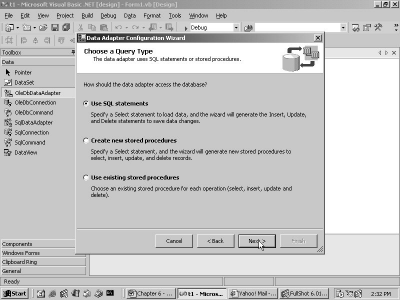 t1 - Microsoft Visual Basic .NET [design] - Form1.vb [Design]
File Edit View Project Build Debug Data Format Tools Window Help
Debug
Toolbox
Data
Pointer
DataSet
OleDbDataAdapter
OleDbConnection
OleDbCommand
SqlDataAdapter
SqlConnection
SqlCommand
DataView
Components
Windows Forms
Clipboard Ring
General
Data Adapter Configuration Wizard
Choose a Query Type
The data adapter uses SQL statements or stored procedures.
How should the data adapter access the database?
Use SQL statements
Specify a Select statement to load data, and the wizard will generate the Insert, Update,
and Delete statements to save data changes.
Create new stored procedures
Specify a Select statement, and the wizard will generate new stored procedures to
select, insert, update, and delete records.
Use existing stored procedures
Choose an existing stored procedure for each operation (select, insert, update and
delete).
Cancel < Back Next > Finish
Ready
Start Chapter 6 - ... t1 - Micros... Yahoo! Mail -... FullShot 6.01... 2:32 PM